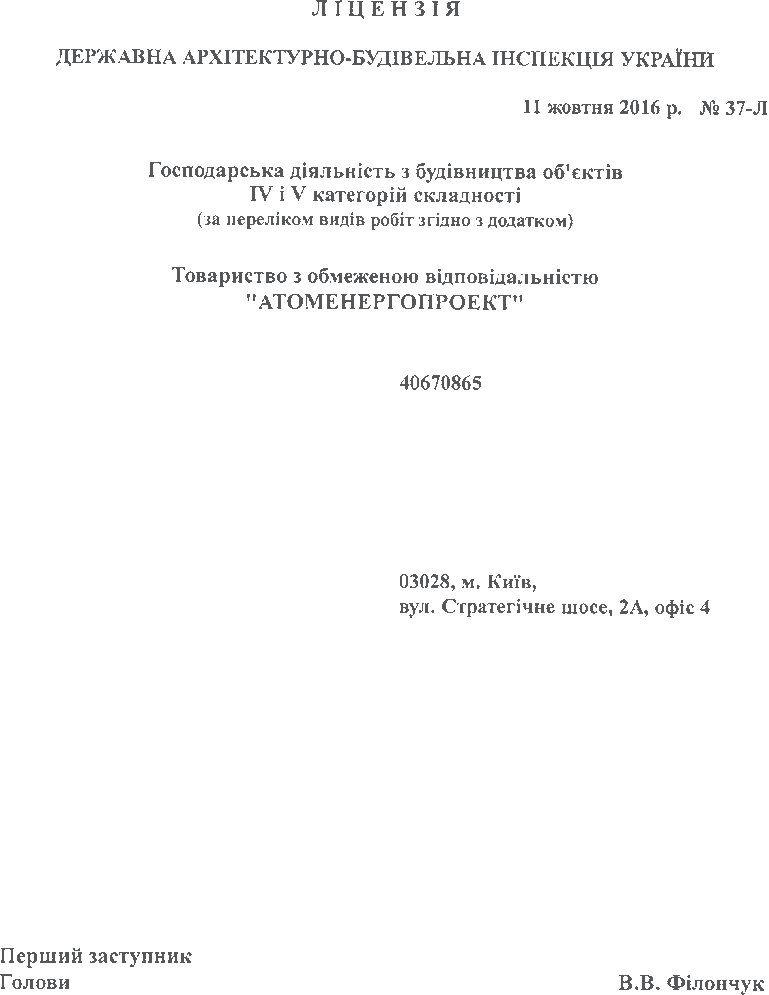 Л І Ц Е Н З І Я
ДЕРЖАВНА АРХІТЕКТУРНО-БУДІВЕЛЬНА ІНСПЕКЦІЯ УКРАЇНИ
11 жовтня 2016 р. № 37-Л
Господарська діяльність з будівництва об'єктів
IV і V категорій складності
(за переліком видів робіт згідно з додатком)
Товариство з обмеженою відповідальністю
"АТОМЕНЕРГОПРОЕКТ"
40670865
03028, м. Київ,
вул. Стратегічне шосе, 2А, офіс 4
Перший заступник
Голови В.В. Філончук